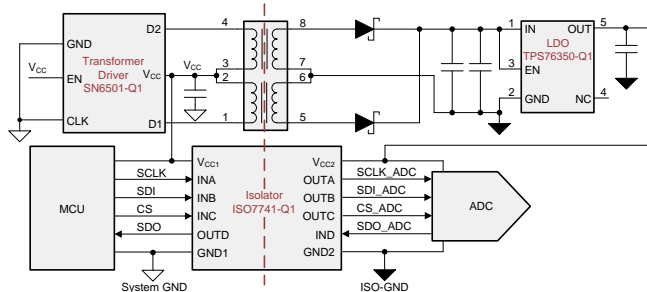 D2 4 8 1 IN OUT 5
GND
Transformer
Driver
SN6501-Q1
VCC
EN
VCC
3
2
7
6
LDO
TPS76350-Q1
3 EN
VCC
2 GND NC 4
CLK
D1 1 5
MCU
SCLK
SDI
CS
SDO
VCC1
INA
INB
INC
OUTD
GND1
Isolator
ISO7741-Q1
VCC2
OUTA
OUTB
OUTC
IND
GND2
SCLK_ADC
SDI_ADC
CS_ADC
SDO_ADC
ADC
System GND
ISO-GND